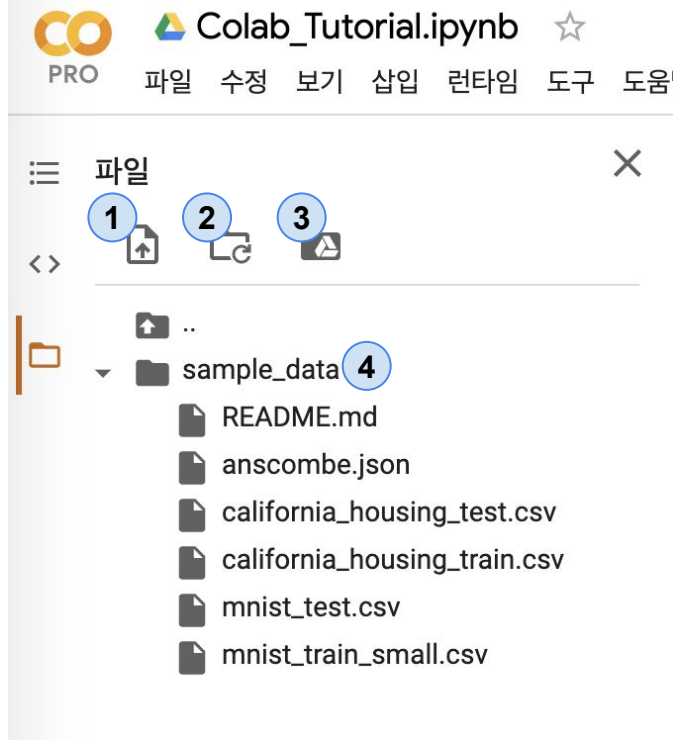 CO Colab_Tutorial.ipynb
PRO 파일 수정 보기 삽입 런타임 도구
파일
1 2 3
..
sample_data 4
README.md
anscombe.json
california_housing_test.csv
california_housing_train.csv
mnist_test.csv
mnist_train_small.csv